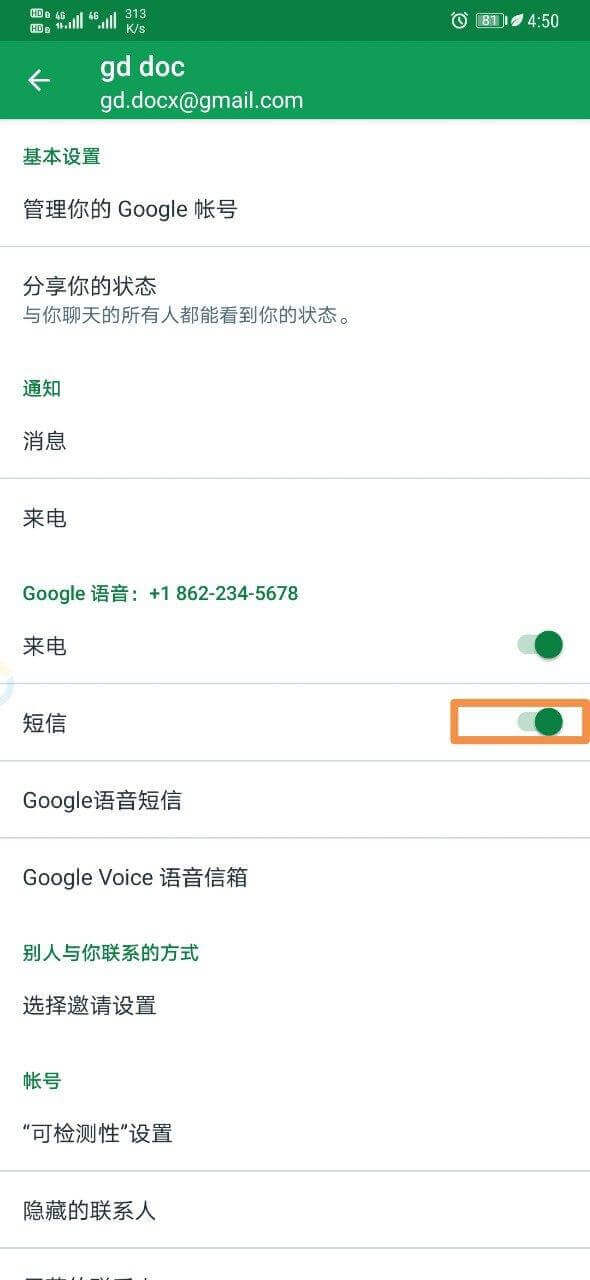 HD 4G 4G 313 K/s 81 4:50
gd doc
gd.docx@gmail.com
基本设置
管理你的 Google 帐号
分享你的状态
与你聊天的所有人都能看到你的状态。
通知
消息
来电
Google 语音：+1 862-234-5678
来电
短信
Google语音短信
Google Voice 语音信箱
别人与你联系的方式
选择邀请设置
帐号
“可检测性”设置
隐藏的联系人